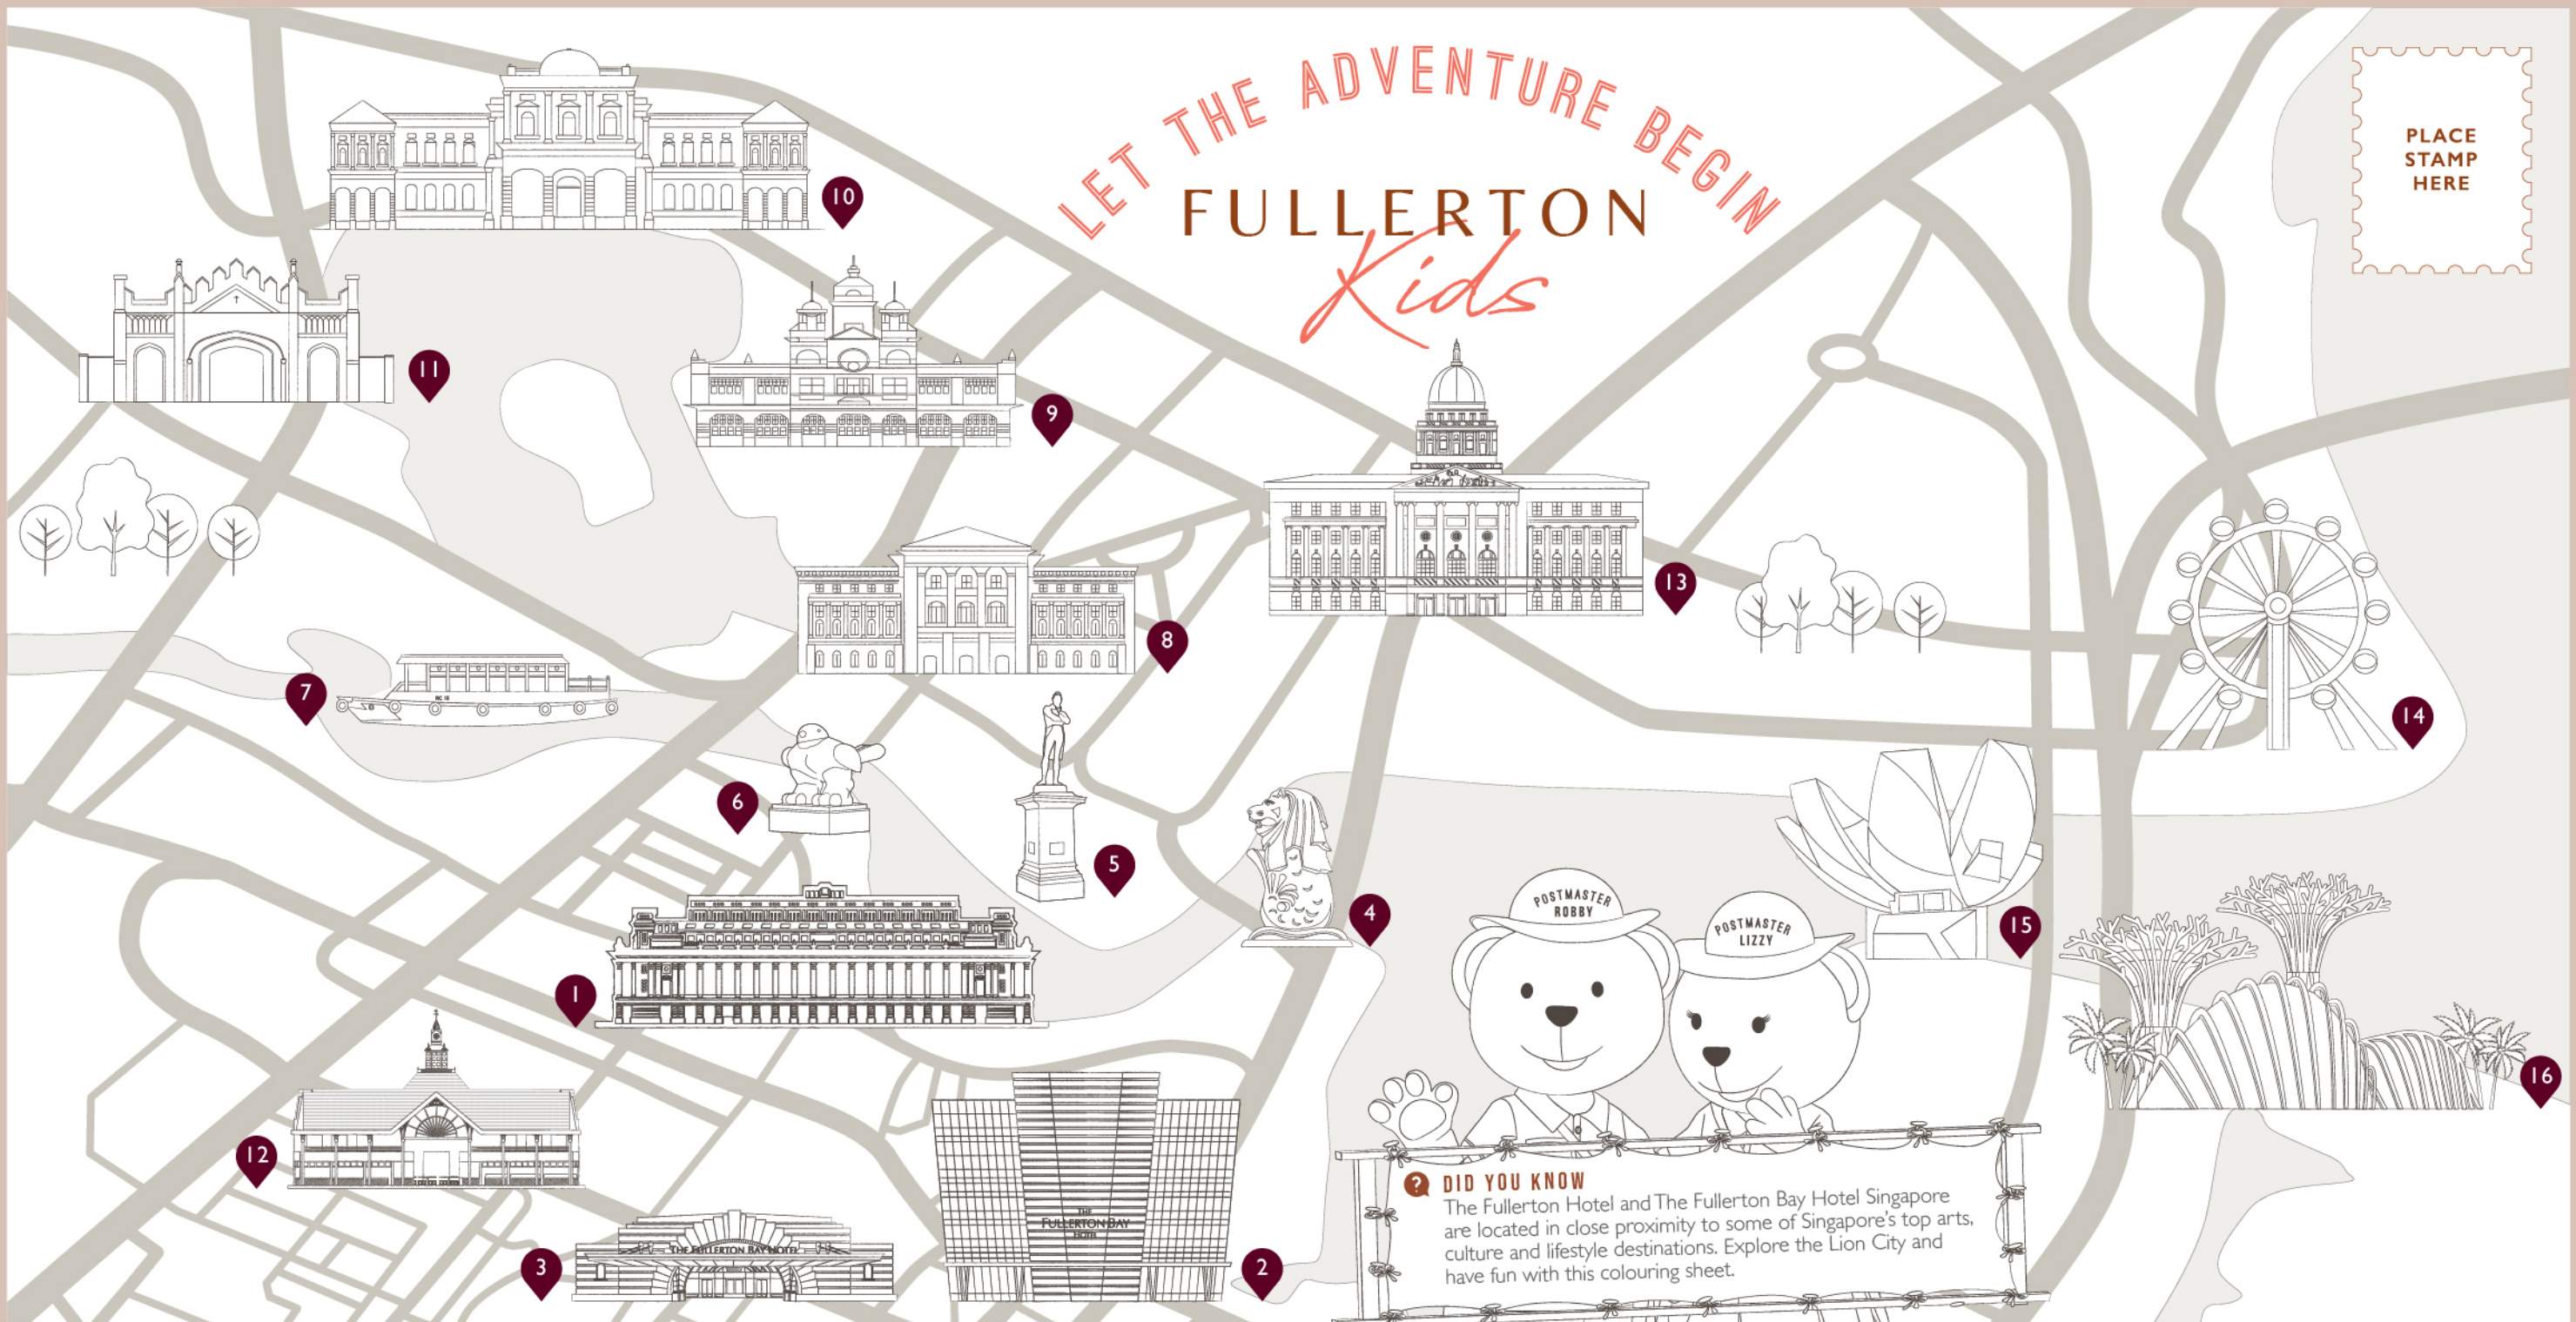 LET THE ADVENTURE BEGIN
FULLERTON
Kids
PLACE
STAMP
HERE
10
11
9
13
8
7
14
6
5
4
15
1
16
12
3
2
POSTMASTER
ROBBY
POSTMASTER
LIZZY
THE FULLERTON BAY HOTEL
THE
FULLERTON BAY
HOTEL
? DID YOU KNOW
The Fullerton Hotel and The Fullerton Bay Hotel Singapore
are located in close proximity to some of Singapore's top arts,
culture and lifestyle destinations. Explore the Lion City and
have fun with this colouring sheet.